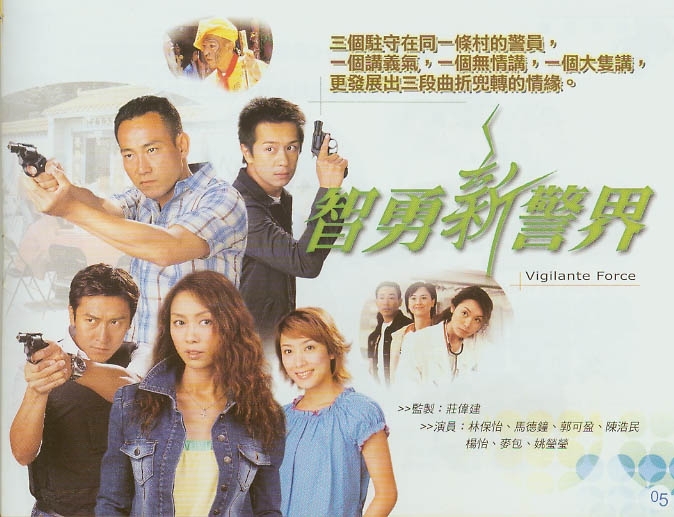 三個駐守在同一條村的警員，
一個講義氣，一個無情講，一個大隻講，
更發展出三段曲折兜轉的情緣。
智勇新警界
Vigilante Force
>>監製：莊偉建
>>演員：林保怡、馬德鐘、郭可盈、陳浩民、
楊怡、麥包、姚瑩瑩
05